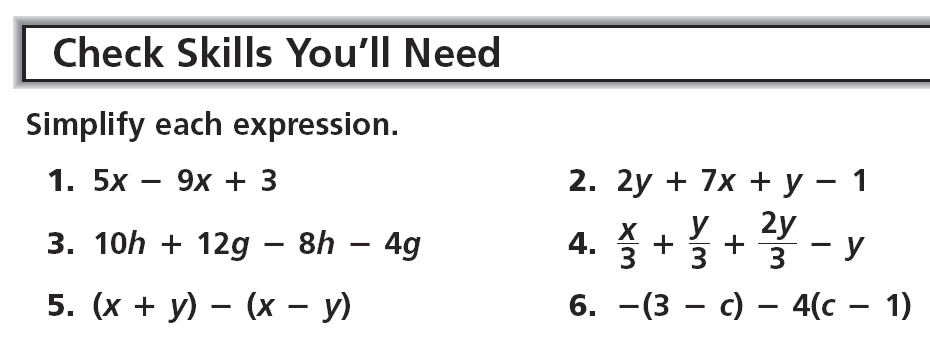 Check Skills You'll Need
Simplify each expression.
1. 5x − 9x + 3
2. 2y + 7x + y − 1
3. 10h + 12g − 8h − 4g
4. x/3 + y/3 + 2y/3 − y
5. (x + y) − (x − y)
6. −(3 − c) − 4(c − 1)